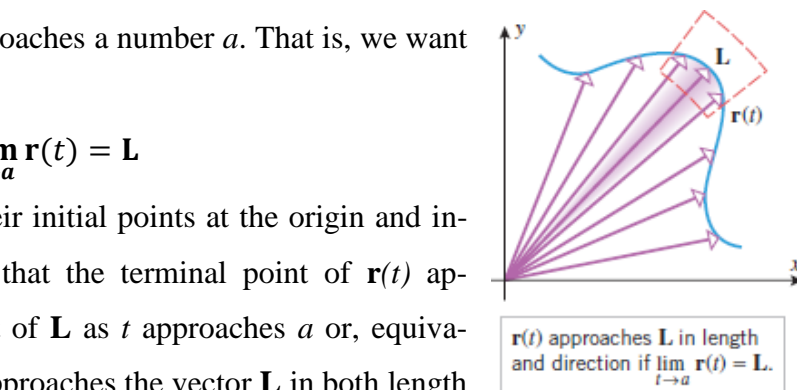 oaches a number a. That is, we want
m r(t) = L
a
eir initial points at the origin and in-
that the terminal point of r(t) ap-
of L as t approaches a or, equiva-
pproaches the vector L in both length
y
L
r(t)
x
r(t) approaches L in length
and direction if lim r(t) = L.
t→a